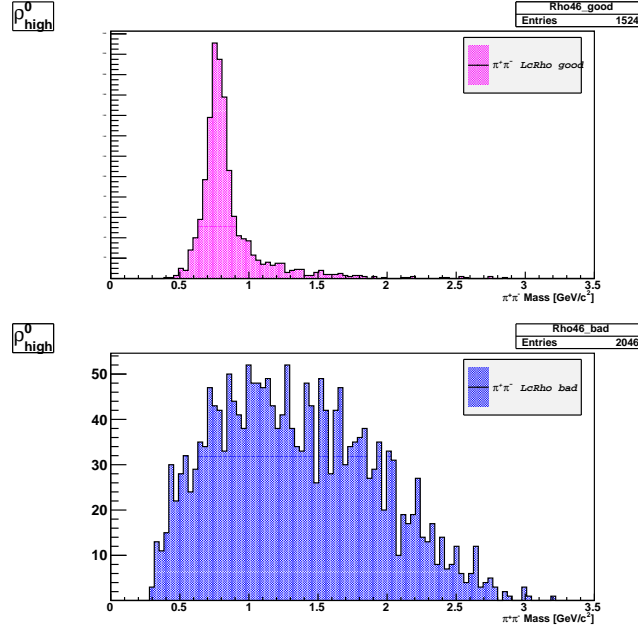 ρ⁰high
Rho46_good
Entries 1524
π⁺π⁻ LcRho good
0 0.5 1 1.5 2 2.5 3 3.5
π⁺π⁻ Mass [GeV/c²]
ρ⁰high
Rho46_bad
Entries 2046
π⁺π⁻ LcRho bad
50
40
30
20
10
0 0.5 1 1.5 2 2.5 3 3.5
π⁺π⁻ Mass [GeV/c²]